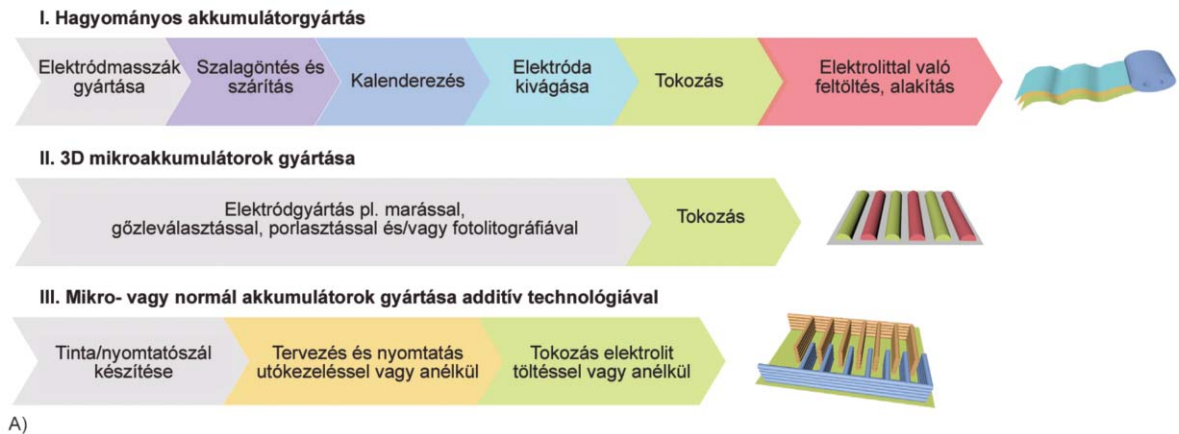 I. Hagyományos akkumulátorgyártás
Elektródmasszák
gyártása
Szalagöntés és
szárítás
Kalenderezés
Elektróda
kivágása
Tokozás
Elektrolittal való
feltöltés, alakítás
II. 3D mikroakkumulátorok gyártása
Elektródgyártás pl. marással,
gőzleválasztással, porlasztással és/vagy fotolitográfiával
Tokozás
III. Mikro- vagy normál akkumulátorok gyártása additív technológiával
Tinta/nyomtatószál
készítése
Tervezés és nyomtatás
utókezeléssel vagy anélkül
Tokozás elektrolit
töltéssel vagy anélkül
A)